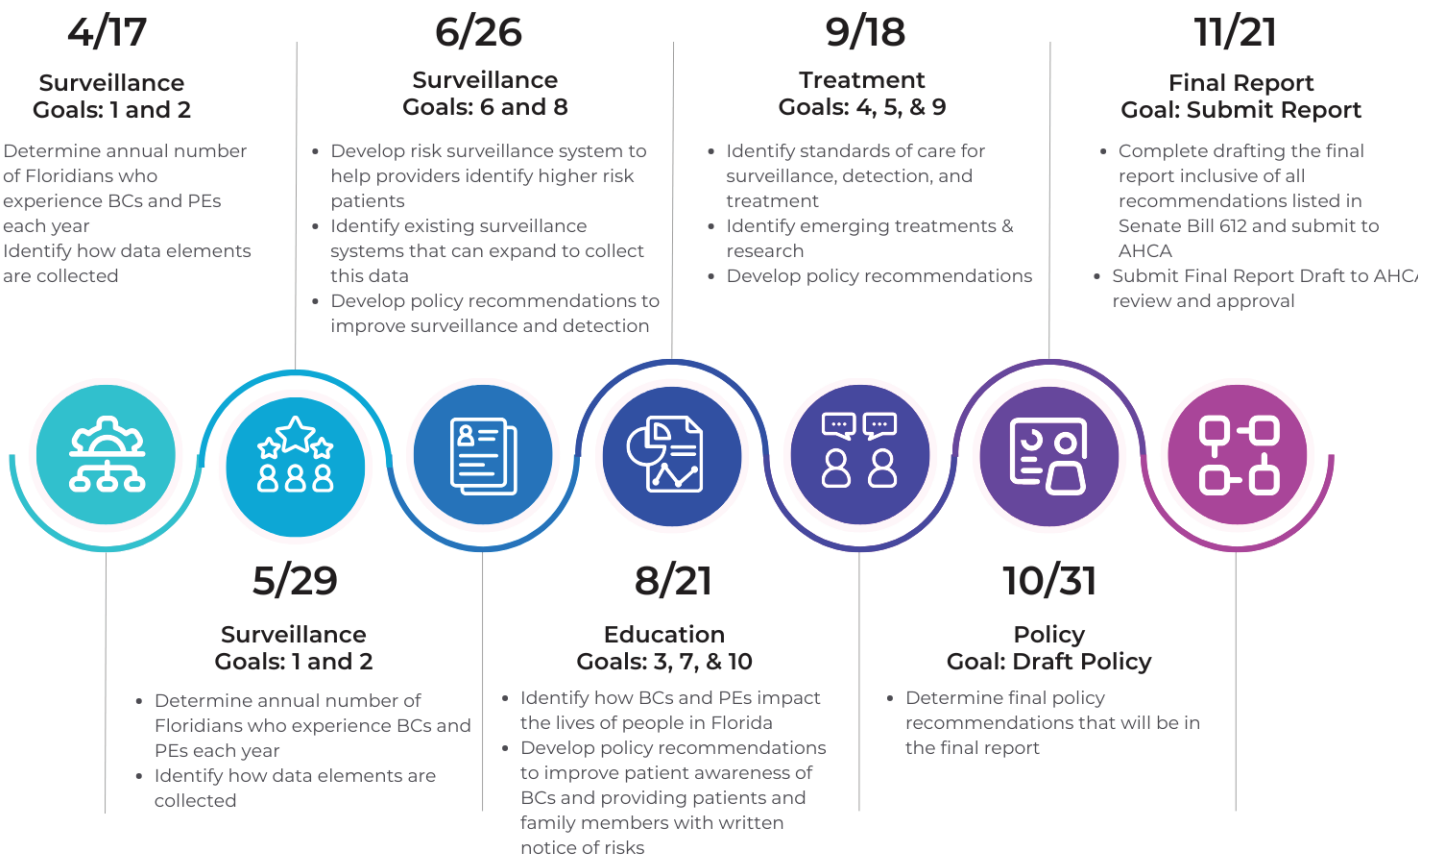 4/17
Surveillance
Goals: 1 and 2
Determine annual number
of Floridians who
experience BCs and PEs
each year
Identify how data elements
are collected
6/26
Surveillance
Goals: 6 and 8
• Develop risk surveillance system to
help providers identify higher risk
patients
• Identify existing surveillance
systems that can expand to collect
this data
• Develop policy recommendations to
improve surveillance and detection
9/18
Treatment
Goals: 4, 5, & 9
• Identify standards of care for
surveillance, detection, and
treatment
• Identify emerging treatments &
research
• Develop policy recommendations
11/21
Final Report
Goal: Submit Report
• Complete drafting the final
report inclusive of all
recommendations listed in
Senate Bill 612 and submit to
AHCA
• Submit Final Report Draft to AHCA
review and approval
5/29
Surveillance
Goals: 1 and 2
• Determine annual number of
Floridians who experience BCs and
PEs each year
• Identify how data elements are
collected
8/21
Education
Goals: 3, 7, & 10
• Identify how BCs and PEs impact
the lives of people in Florida
• Develop policy recommendations
to improve patient awareness of
BCs and providing patients and
family members with written
notice of risks
10/31
Policy
Goal: Draft Policy
• Determine final policy
recommendations that will be in
the final report